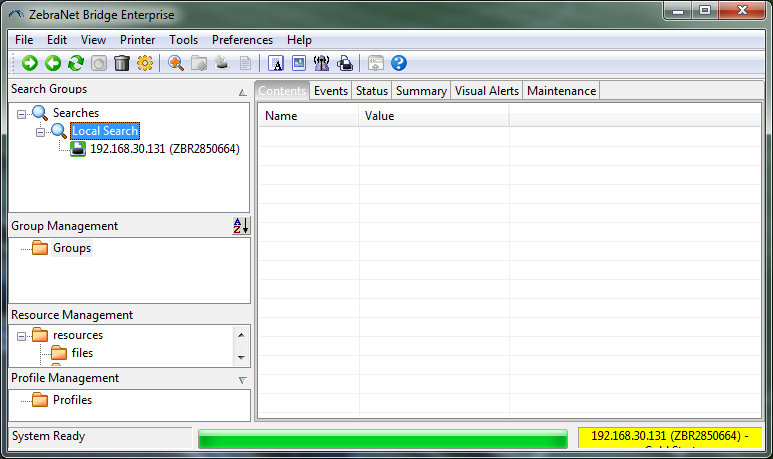 ZebraNet Bridge Enterprise
File Edit View Printer Tools Preferences Help
Search Groups
Contents Events Status Summary Visual Alerts Maintenance
Searches
Local Search
192.168.30.131 (ZBR2850664)
Name Value
Group Management
A
Z
Groups
Resource Management
resources
files
Profile Management
Profiles
System Ready
192.168.30.131 (ZBR2850664) -